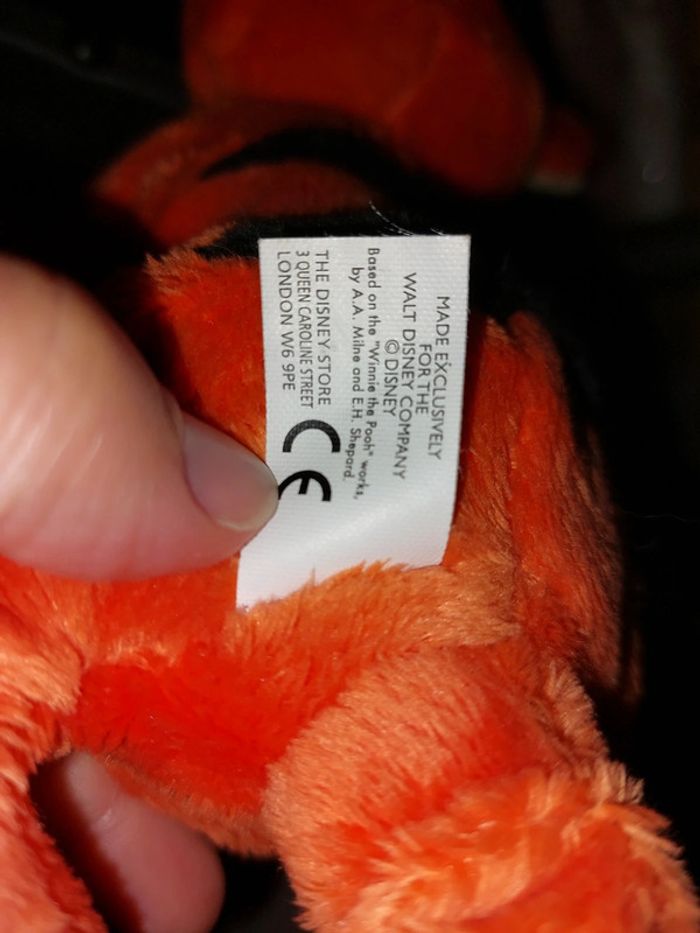 MADE EXCLUSIVELY
FOR THE
WALT DISNEY COMPANY
© DISNEY
Based on the "Winnie the Pooh" works,
by A.A. Milne and E.H. Shepard.
THE DISNEY STORE
3 QUEEN CAROLINE STREET
LONDON W6 9PE
CE